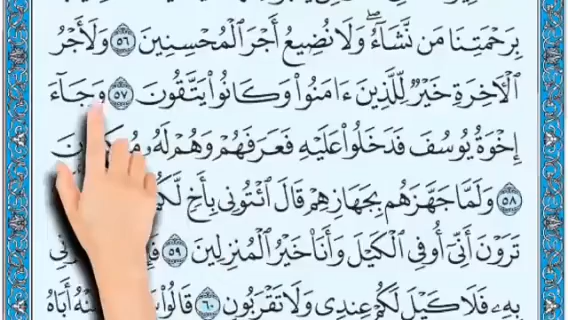 بِرَحْمَتِنَا مَن نَّشَآءُ ۖ وَلَا نُضِيعُ أَجْرَ ٱلْمُحْسِنِينَ ٥٦ وَلَأَجْرُ
ٱلْأَخِرَةِ خَيْرٌ لِّلَّذِينَ ءَامَنُوا۟ وَكَانُوا۟ يَتَّقُونَ ٥٧ وَجَآءَ
إِخْوَةُ يُوسُفَ فَدَخَلُوا۟ عَلَيْهِ فَعَرَفَهُمْ وَهُمْ لَهُۥ
٥٨ وَلَمَّا جَهَّزَهُم بِجَهَازِهِمْ قَالَ ٱئْتُونِى بِأَخٍ
تَرَوْنَ أَنِّىٓ أُوفِى ٱلْكَيْلَ وَأَنَا۠ خَيْرُ ٱلْمُنزِلِينَ ٥٩
بِهِۦ فَلَا كَيْلَ لَكُمْ عِندِى وَلَا تَقْرَبُونِ ٦٠ قَالُوا۟ أَبَاهُ